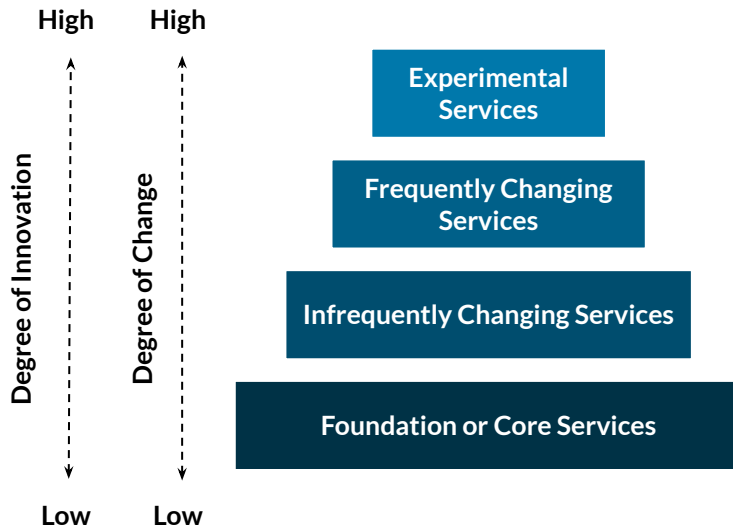 High
High
Degree of Innovation
Degree of Change
Experimental
Services
Frequently Changing
Services
Infrequently Changing Services
Foundation or Core Services
Low
Low